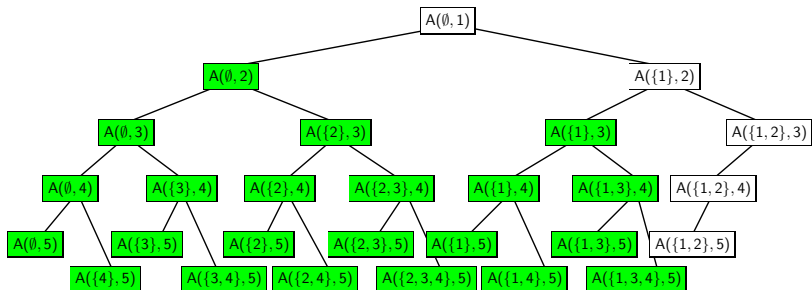 A(∅, 1)
A(∅, 2) A({1}, 2)
A(∅, 3) A({2}, 3) A({1}, 3) A({1, 2}, 3)
A(∅, 4) A({3}, 4) A({2}, 4) A({2, 3}, 4) A({1}, 4) A({1, 3}, 4) A({1, 2}, 4)
A(∅, 5) A({3}, 5) A({2}, 5) A({2, 3}, 5) A({1}, 5) A({1, 3}, 5) A({1, 2}, 5)
A({4}, 5) A({3, 4}, 5) A({2, 4}, 5) A({2, 3, 4}, 5) A({1, 4}, 5) A({1, 3, 4}, 5)